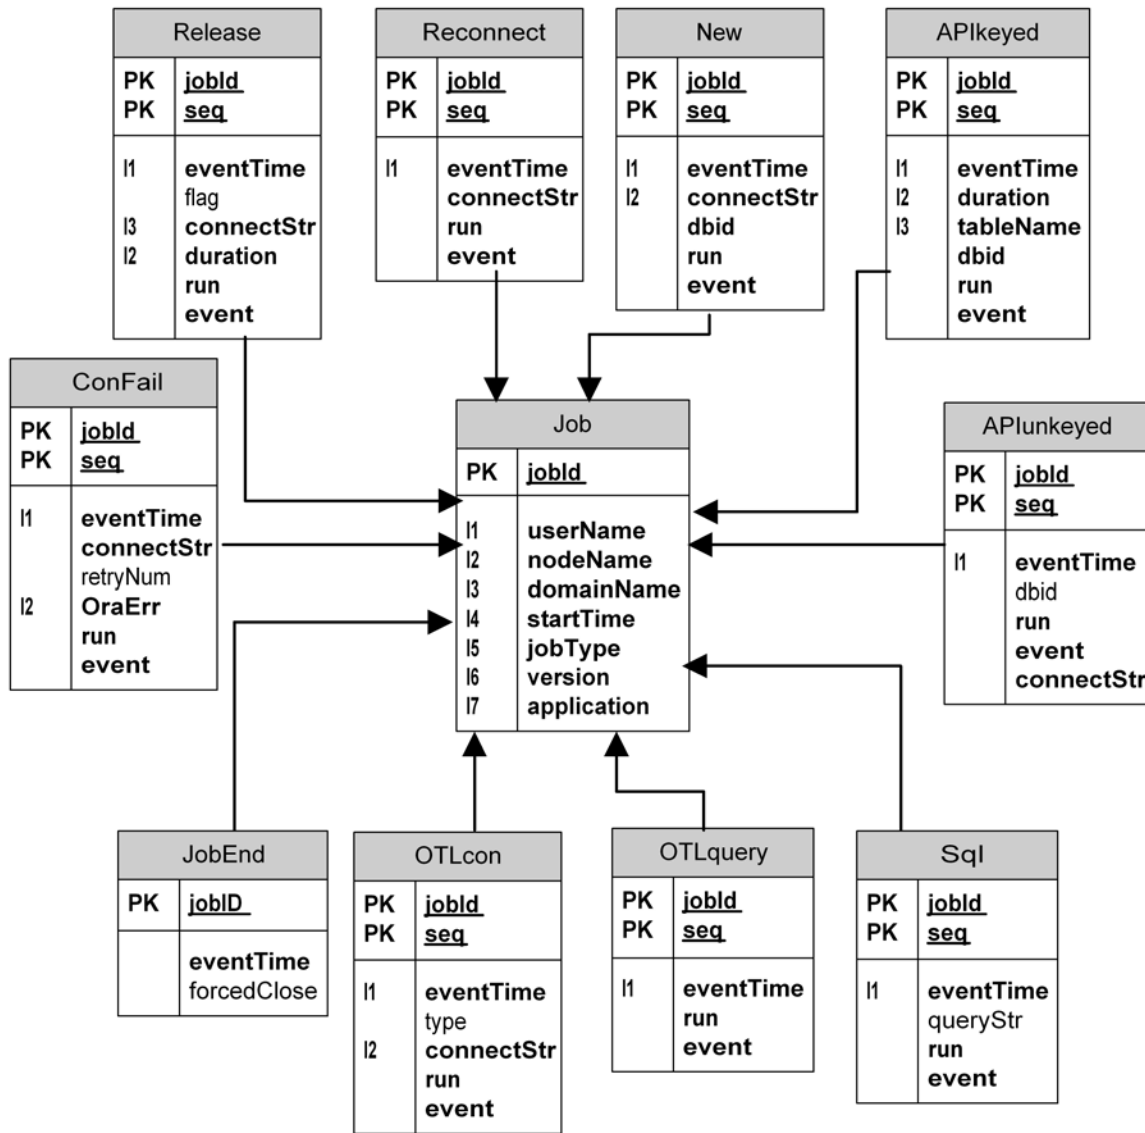 Release
PK jobId
PK seq
I1 eventTime
flag
I3 connectStr
I2 duration
run
event
Reconnect
PK jobId
PK seq
I1 eventTime
connectStr
run
event
New
PK jobId
PK seq
I1 eventTime
I2 connectStr
dbid
run
event
APIkeyed
PK jobId
PK seq
I1 eventTime
I2 duration
I3 tableName
dbid
run
event
ConFail
PK jobId
PK seq
I1 eventTime
connectStr
retryNum
I2 OraErr
run
event
Job
PK jobId
I1 userName
I2 nodeName
I3 domainName
I4 startTime
I5 jobType
I6 version
I7 application
APIunkeyed
PK jobId
PK seq
I1 eventTime
dbid
run
event
connectStr
JobEnd
PK jobID
eventTime
forcedClose
OTLcon
PK jobId
PK seq
I1 eventTime
type
I2 connectStr
run
event
OTLquery
PK jobId
PK seq
I1 eventTime
run
event
Sql
PK jobId
PK seq
I1 eventTime
queryStr
run
event